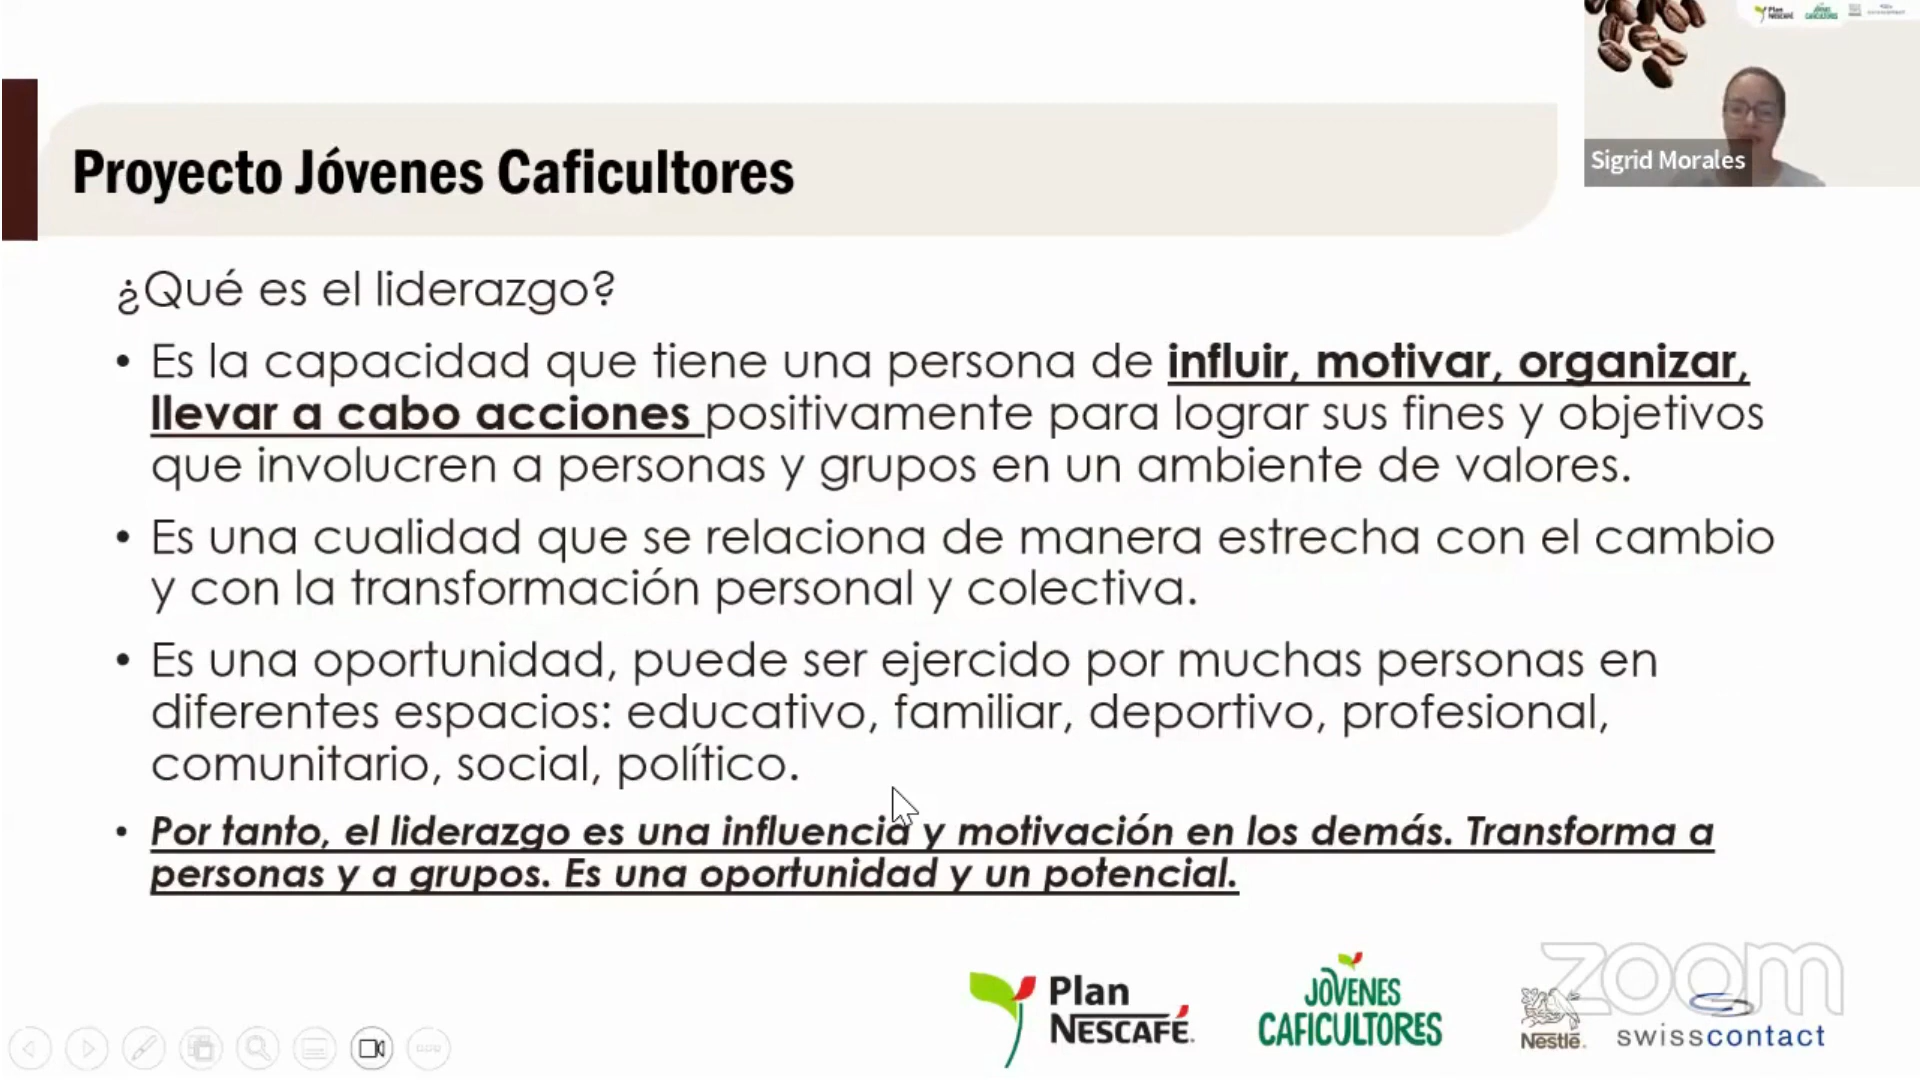 Plan
NESCAFÉ
JÓVENES
CAFICULTORES
Sigrid Morales
Proyecto Jóvenes Caficultores
¿Qué es el liderazgo?
• Es la capacidad que tiene una persona de influir, motivar, organizar,
llevar a cabo acciones positivamente para lograr sus fines y objetivos
que involucren a personas y grupos en un ambiente de valores.
• Es una cualidad que se relaciona de manera estrecha con el cambio
y con la transformación personal y colectiva.
• Es una oportunidad, puede ser ejercido por muchas personas en
diferentes espacios: educativo, familiar, deportivo, profesional,
comunitario, social, político.
• Por tanto, el liderazgo es una influencia y motivación en los demás. Transforma a
personas y a grupos. Es una oportunidad y un potencial.
Plan
NESCAFÉ.
JÓVENES
CAFICULTORES
zoom
Nestlé.
swisscontact